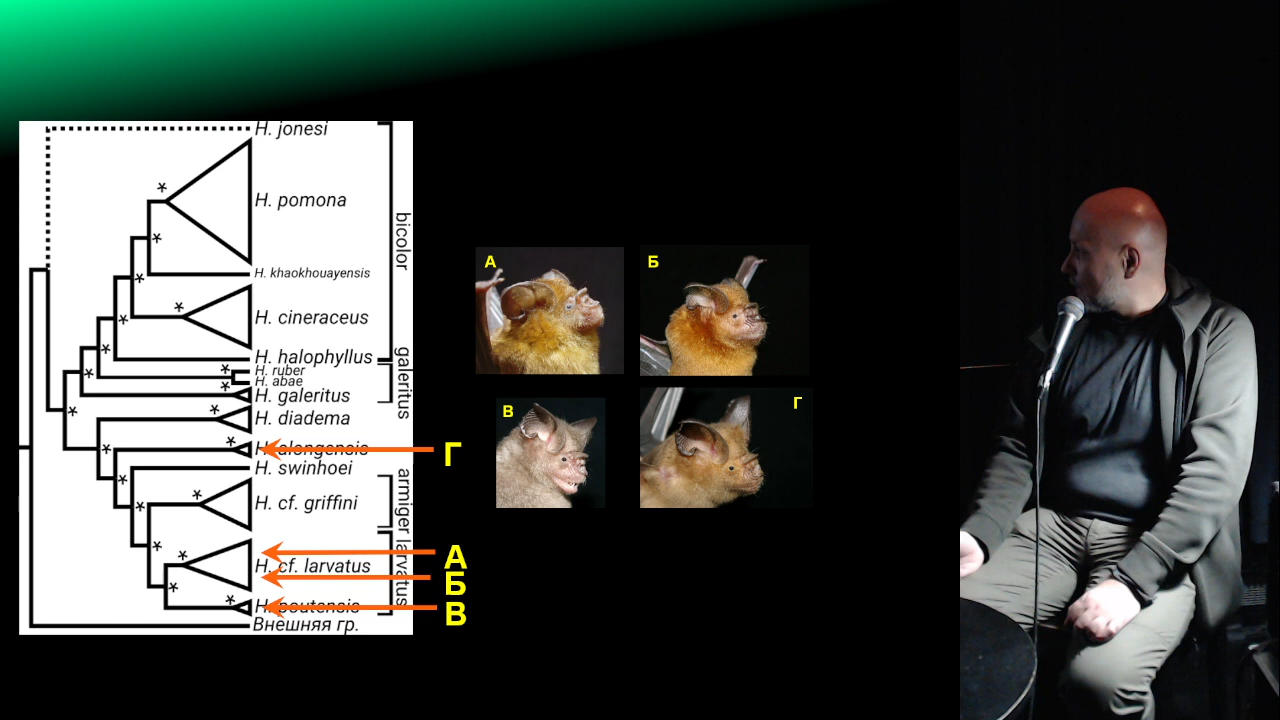 H. jonesi
H. pomona
bicolor
H. khaokhouayensis
H. cineraceus
H. halophyllus
H. ruber
H. abae
H. galeritus
galeritus
H. diadema
H. alongensis
Г
H. swinhoei
H. cf. griffini
armiger
H. cf. larvatus
larvatus
А
Б
H. poutensis
В
Внешняя гр.
А
Б
В
Г